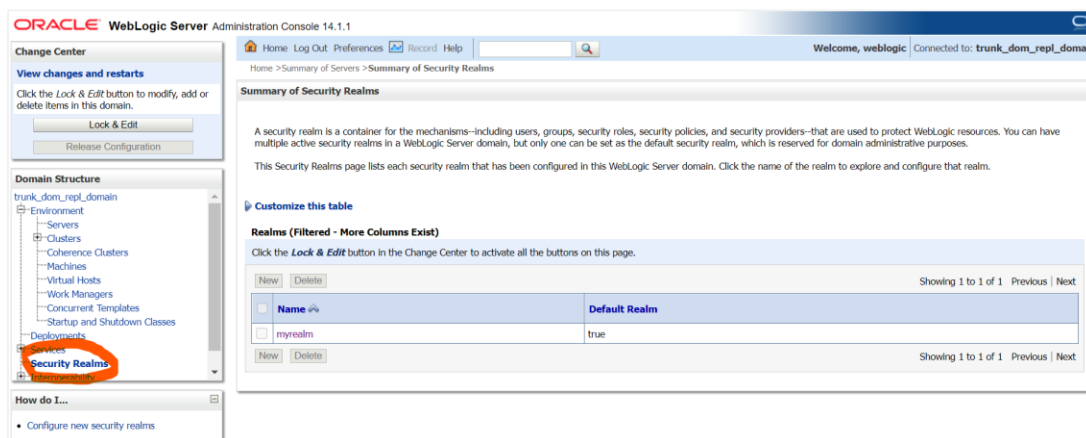 ORACLE WebLogic Server Administration Console 14.1.1
Change Center
View changes and restarts
Click the Lock & Edit button to modify, add or
delete items in this domain.
Lock & Edit
Release Configuration
Domain Structure
trunk_dom_repl_domain
Environment
Servers
Clusters
Coherence Clusters
Machines
Virtual Hosts
Work Managers
Concurrent Templates
Startup and Shutdown Classes
Deployments
Services
Security Realms
Interoperability
How do I...
Configure new security realms
Home Log Out Preferences Record Help
Welcome, weblogic Connected to: trunk_dom_repl_doma
Home >Summary of Servers >Summary of Security Realms
Summary of Security Realms
A security realm is a container for the mechanisms--including users, groups, security roles, security policies, and security providers--that are used to protect WebLogic resources. You can have
multiple active security realms in a WebLogic Server domain, but only one can be set as the default security realm, which is reserved for domain administrative purposes.
This Security Realms page lists each security realm that has been configured in this WebLogic Server domain. Click the name of the realm to explore and configure that realm.
Customize this table
Realms (Filtered - More Columns Exist)
Click the Lock & Edit button in the Change Center to activate all the buttons on this page.
New Delete Showing 1 to 1 of 1 Previous | Next
Name Default Realm
myrealm true
New Delete Showing 1 to 1 of 1 Previous | Next